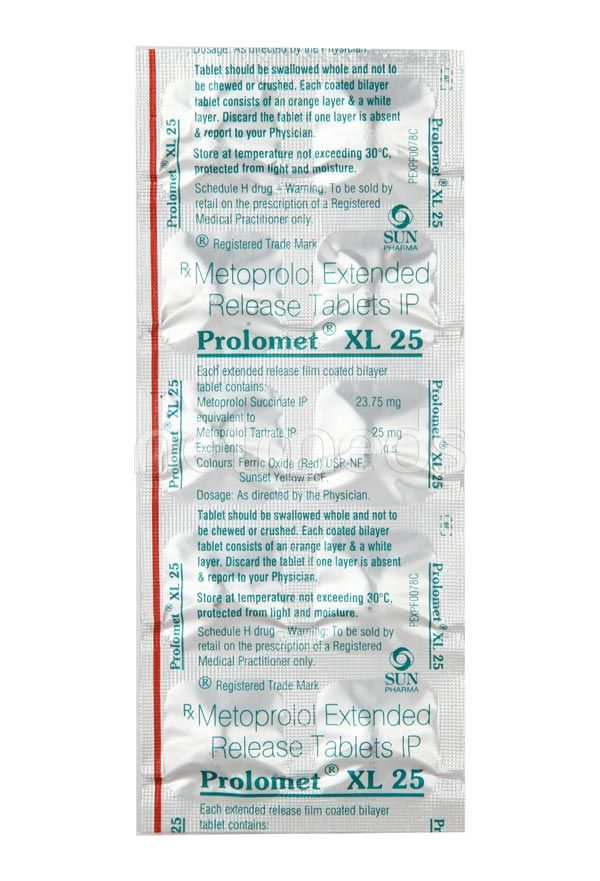 Dosage: As directed by the Physician.
Tablet should be swallowed whole and not to
be chewed or crushed. Each coated bilayer
tablet consists of an orange layer & a white
layer. Discard the tablet if one layer is absent
& report to your Physician.
Store at temperature not exceeding 30°C,
protected from light and moisture.
Schedule H drug – Warning: To be sold by
retail on the prescription of a Registered
Medical Practitioner only.
® Registered Trade Mark
PEXPF0078C
SUN
PHARMA
Prolomet® XL 25
Prolomet® XL 25
Rx Metoprolol Extended
Release Tablets IP
Prolomet® XL 25
Each extended release film coated bilayer
tablet contains:
Metoprolol Succinate IP 23.75 mg
equivalent to
Metoprolol Tartrate IP 25 mg
Excipients q.s.
Colours: Ferric Oxide (Red) USP-NF,
Sunset Yellow FCF.
Dosage: As directed by the Physician.
Prolomet® XL 25
Prolomet® XL 25
netmeds
Tablet should be swallowed whole and not to
be chewed or crushed. Each coated bilayer
tablet consists of an orange layer & a white
layer. Discard the tablet if one layer is absent
& report to your Physician.
Store at temperature not exceeding 30°C,
protected from light and moisture.
Schedule H drug – Warning: To be sold by
retail on the prescription of a Registered
Medical Practitioner only.
® Registered Trade Mark
PEXPF0078C
SUN
PHARMA
Prolomet® XL 25
Prolomet® XL 25
Rx Metoprolol Extended
Release Tablets IP
Prolomet® XL 25
Each extended release film coated bilayer
tablet contains:
25
P
25